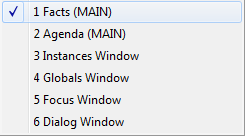 1 Facts (MAIN)
2 Agenda (MAIN)
3 Instances Window
4 Globals Window
5 Focus Window
6 Dialog Window